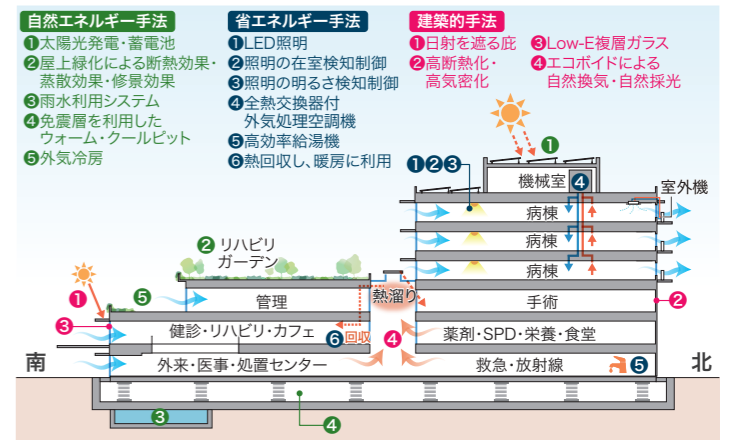 自然エネルギー手法
❶太陽光発電・蓄電池
❷屋上緑化による断熱効果・
蒸散効果・修景効果
❸雨水利用システム
❹免震層を利用した
ウォーム・クールピット
❺外気冷房
省エネルギー手法
❶LED照明
❷照明の在室検知制御
❸照明の明るさ検知制御
❹全熱交換器付
外気処理空調機
❺高効率給湯機
❻熱回収し、暖房に利用
建築的手法
❶日射を遮る庇
❷高断熱化・
高気密化
❸Low-E複層ガラス
❹エコボイドによる
自然換気・自然採光
❶
機械室
❹
❶❷❸
室外機
病棟
病棟
病棟
❷リハビリ
ガーデン
❶
❺
管理
熱溜り
手術
❷
❸
健診・リハビリ・カフェ
❻回収
❹
薬剤・SPD・栄養・食堂
南
外来・医事・処置センター
救急・放射線
❺
北
❸
❹